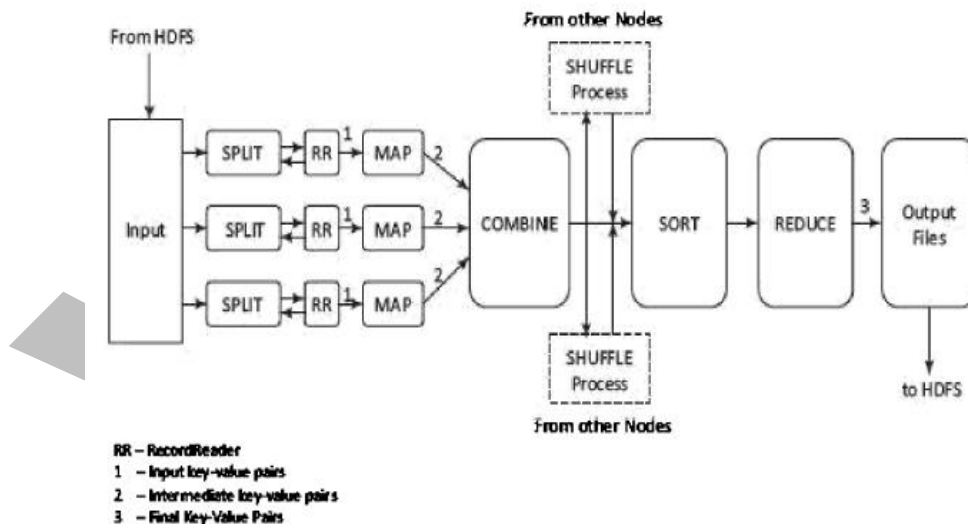 From other Nodes
From HDFS
SHUFFLE
Process
SPLIT
RR
1
MAP
2
Input
SPLIT
RR
1
MAP
2
COMBINE
SORT
REDUCE
3
Output
Files
SPLIT
RR
1
MAP
2
SHUFFLE
Process
From other Nodes
to HDFS
RR – RecordReader
1 – Input key-value pairs
2 – Intermediate key-value pairs
3 – Final Key-Value Pairs